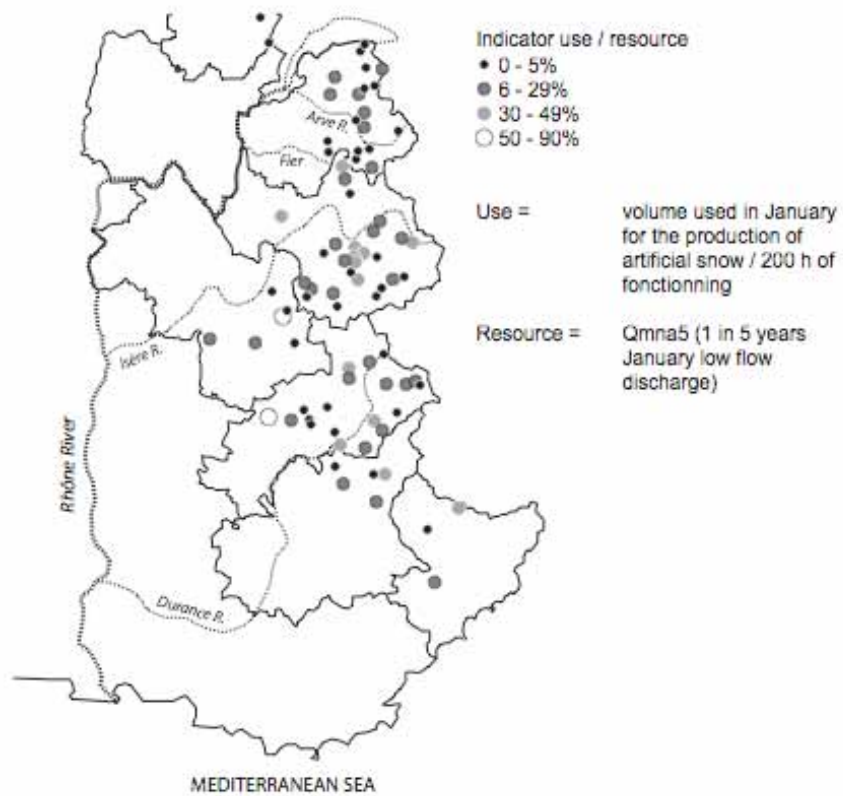 Indicator use / resource
0 - 5%
6 - 29%
30 - 49%
50 - 90%
Use = volume used in January
for the production of
artificial snow / 200 h of
fonctionning
Resource = Qmna5 (1 in 5 years
January low flow
discharge)
Arve R.
Fier
Isère R.
Rhône River
Durance R.
MEDITERRANEAN SEA